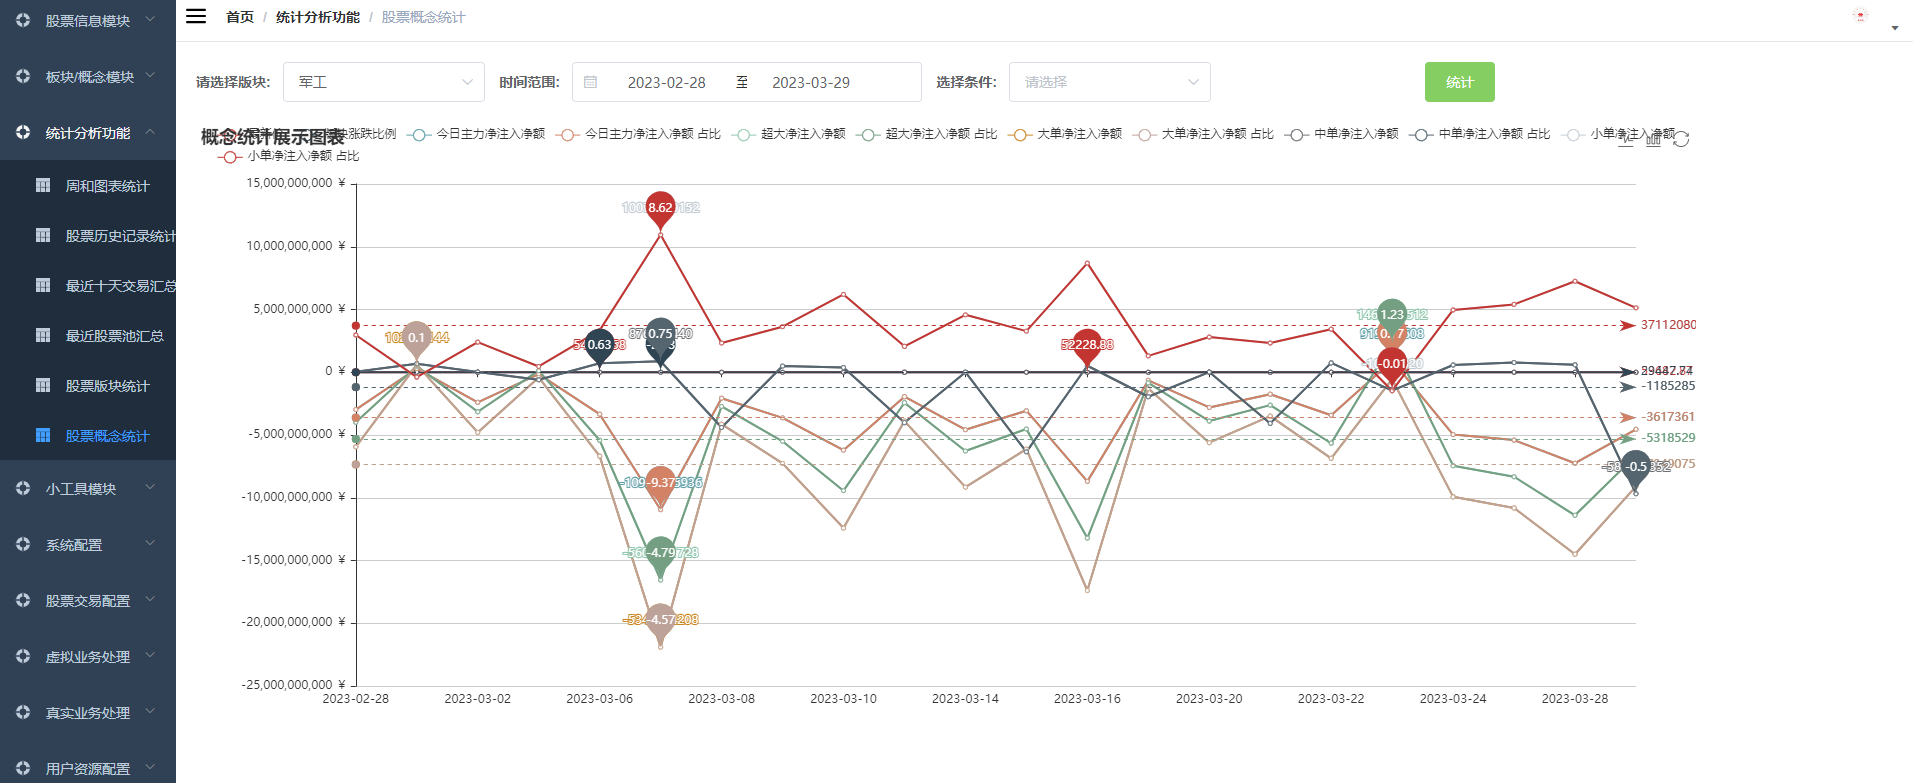 股票信息模块
板块/概念模块
统计分析功能
周和图表统计
股票历史记录统计
最近十天交易汇总
最近股票池汇总
股票版块统计
股票概念统计
小工具模块
系统配置
股票交易配置
虚拟业务处理
真实业务处理
用户资源配置
首页 / 统计分析功能 / 股票概念统计
请选择版块: 军工 时间范围: 2023-02-28 至 2023-03-29 选择条件: 请选择 统计
概念统计展示图表
涨跌比例 今日主力净注入净额 今日主力净注入净额 占比 超大净注入净额 超大净注入净额 占比 大单净注入净额 大单净注入净额 占比 中单净注入净额 中单净注入净额 占比 小单净注入净额
小单净注入净额 占比
15,000,000,000 ¥
10,000,000,000 ¥
5,000,000,000 ¥
0 ¥
-5,000,000,000 ¥
-10,000,000,000 ¥
-15,000,000,000 ¥
-20,000,000,000 ¥
-25,000,000,000 ¥
8.62
0.1
0.63
0.75
52228.88
1.23
-0.01
-9.37
-4.79
-4.57
-0.5
37112080
-1185285
-3617361
-5318529
2023-02-28 2023-03-02 2023-03-06 2023-03-08 2023-03-10 2023-03-14 2023-03-16 2023-03-20 2023-03-22 2023-03-24 2023-03-28